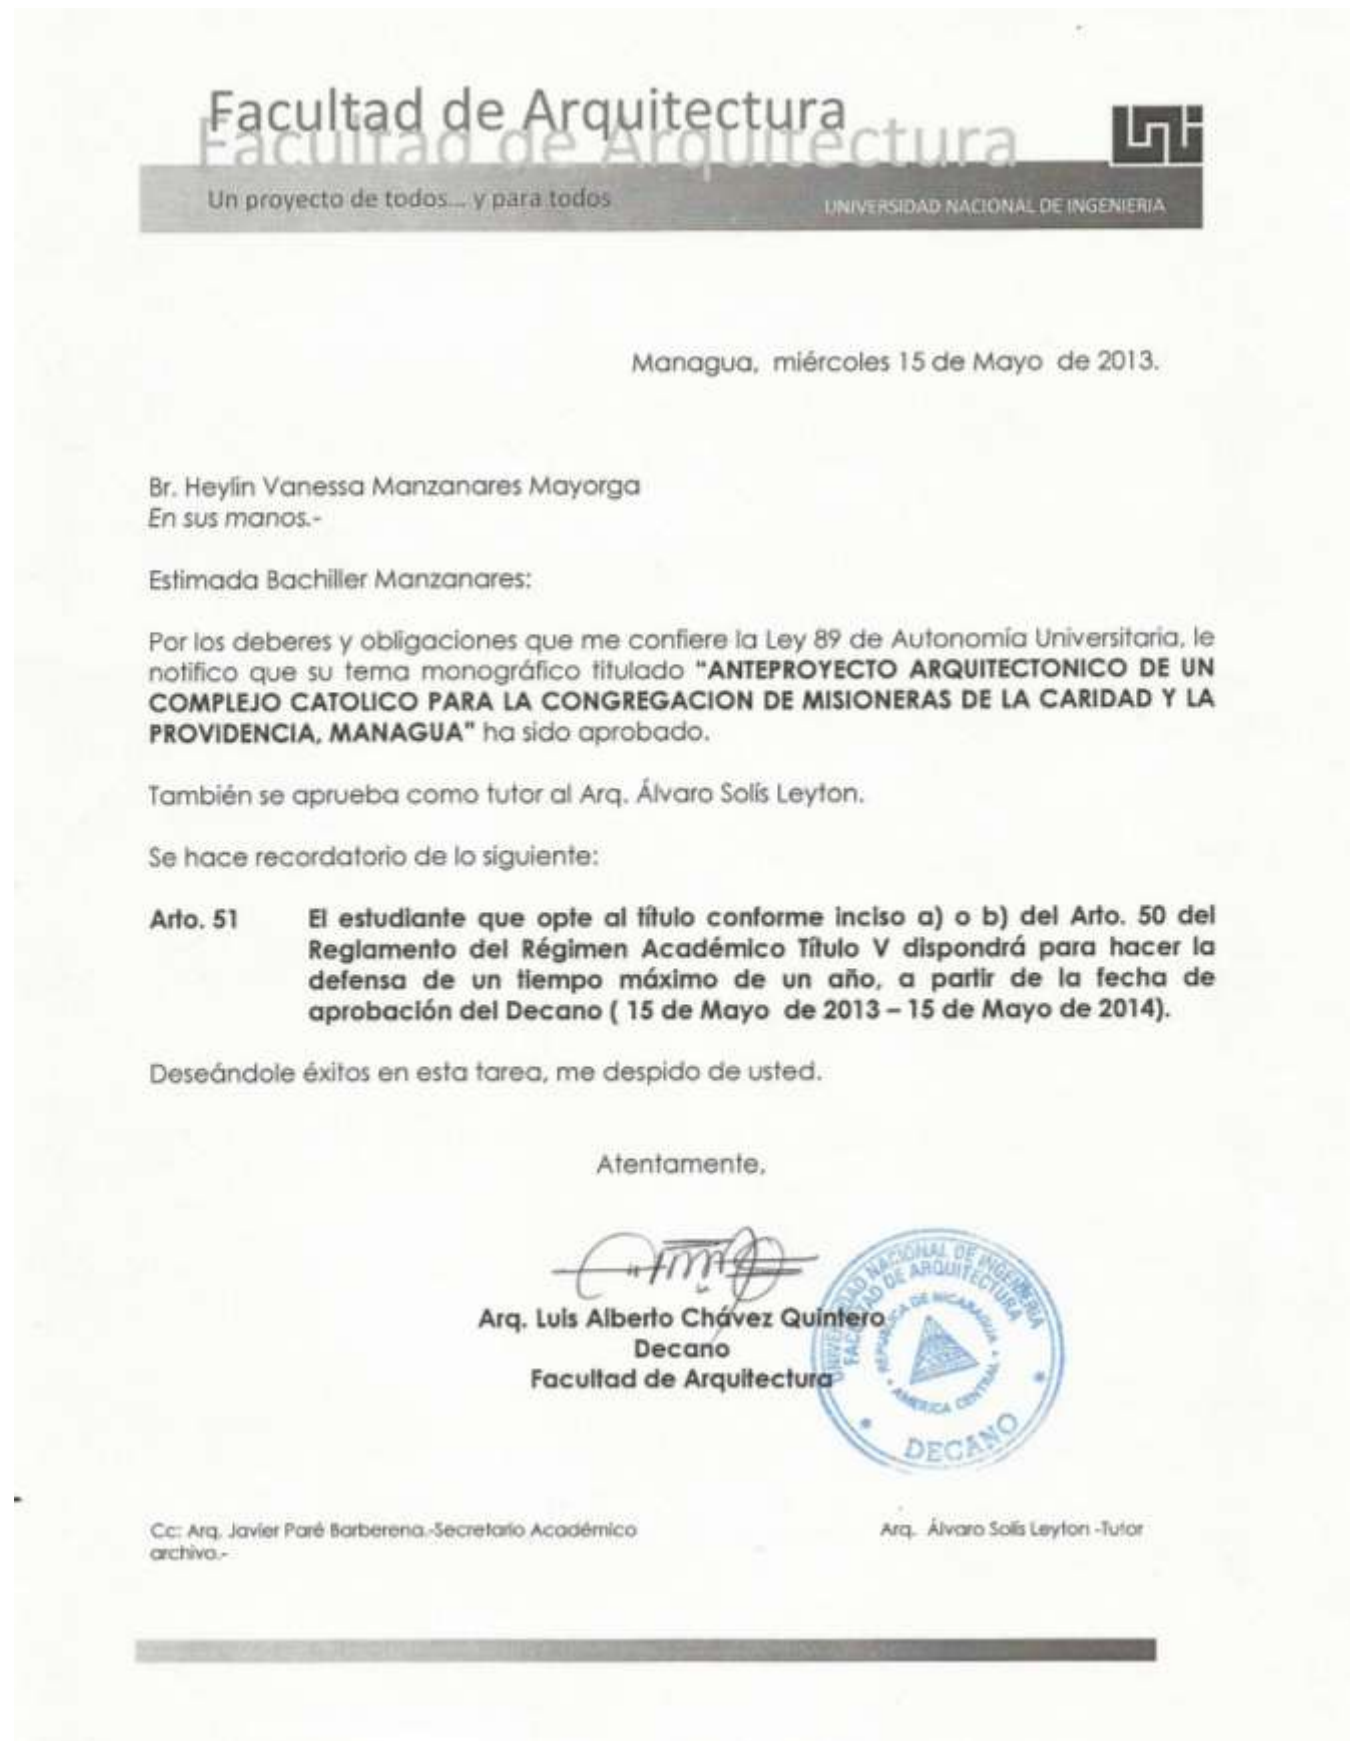 Facultad de Arquitectura
Facultad de Arquitectura
uni
Un proyecto de todos... y para todos
UNIVERSIDAD NACIONAL DE INGENIERIA
Managua, miércoles 15 de Mayo de 2013.
Br. Heylin Vanessa Manzanares Mayorga
En sus manos.-
Estimada Bachiller Manzanares:
Por los deberes y obligaciones que me confiere la Ley 89 de Autonomía Universitaria, le
notifico que su tema monográfico titulado "ANTEPROYECTO ARQUITECTONICO DE UN
COMPLEJO CATOLICO PARA LA CONGREGACION DE MISIONERAS DE LA CARIDAD Y LA
PROVIDENCIA, MANAGUA" ha sido aprobado.
También se aprueba como tutor al Arq. Álvaro Solís Leyton.
Se hace recordatorio de lo siguiente:
Arto. 51 El estudiante que opte al título conforme inciso a) o b) del Arto. 50 del
Reglamento del Régimen Académico Título V dispondrá para hacer la
defensa de un tiempo máximo de un año, a partir de la fecha de
aprobación del Decano ( 15 de Mayo de 2013 – 15 de Mayo de 2014).
Deseándole éxitos en esta tarea, me despido de usted.
Atentamente,
Arq. Luis Alberto Chávez Quintero
Decano
Facultad de Arquitectura
UNIVERSIDAD NACIONAL DE INGENIERIA
FACULTAD DE ARQUITECTURA
REPUBLICA DE NICARAGUA
AMERICA CENTRAL
DECANO
Cc: Arq. Javier Paré Barberena.-Secretario Académico
Arq. Álvaro Solís Leyton -Tutor
archivo.-